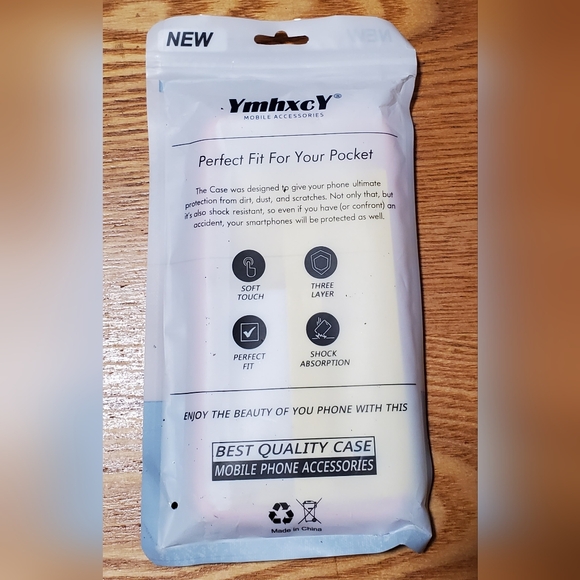 NEW
YmhxcY®
MOBILE ACCESSORIES
Perfect Fit For Your Pocket
The Case was designed to give your phone ultimate
protection from dirt, dust, and scratches. Not only that, but
it's also shock resistant, so even if you have (or confront) an
accident, your smartphones will be protected as well.
SOFT
TOUCH
THREE
LAYER
PERFECT
FIT
SHOCK
ABSORPTION
ENJOY THE BEAUTY OF YOU PHONE WITH THIS
BEST QUALITY CASE
MOBILE PHONE ACCESSORIES
Made in China